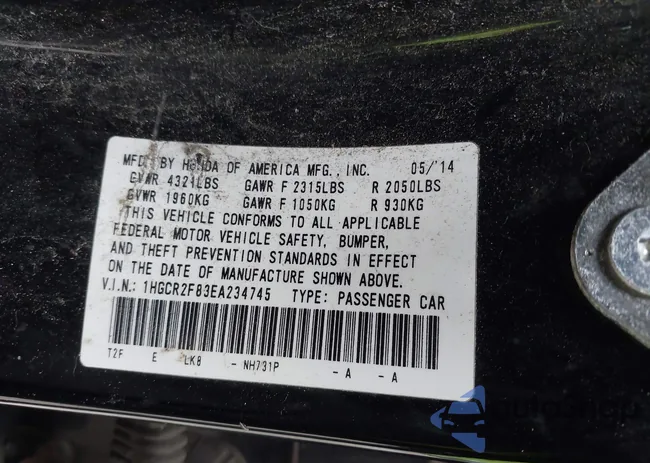 MFD. BY HONDA OF AMERICA MFG., INC. 05/'14
GVWR 4321LBS GAWR F 2315LBS R 2050LBS
GVWR 1960KG GAWR F 1050KG R 930KG
THIS VEHICLE CONFORMS TO ALL APPLICABLE
FEDERAL MOTOR VEHICLE SAFETY, BUMPER,
AND THEFT PREVENTION STANDARDS IN EFFECT
ON THE DATE OF MANUFACTURE SHOWN ABOVE.
V.I.N.: 1HGCR2F83EA234745 TYPE: PASSENGER CAR
T2F E LK8 - NH731P - A - A